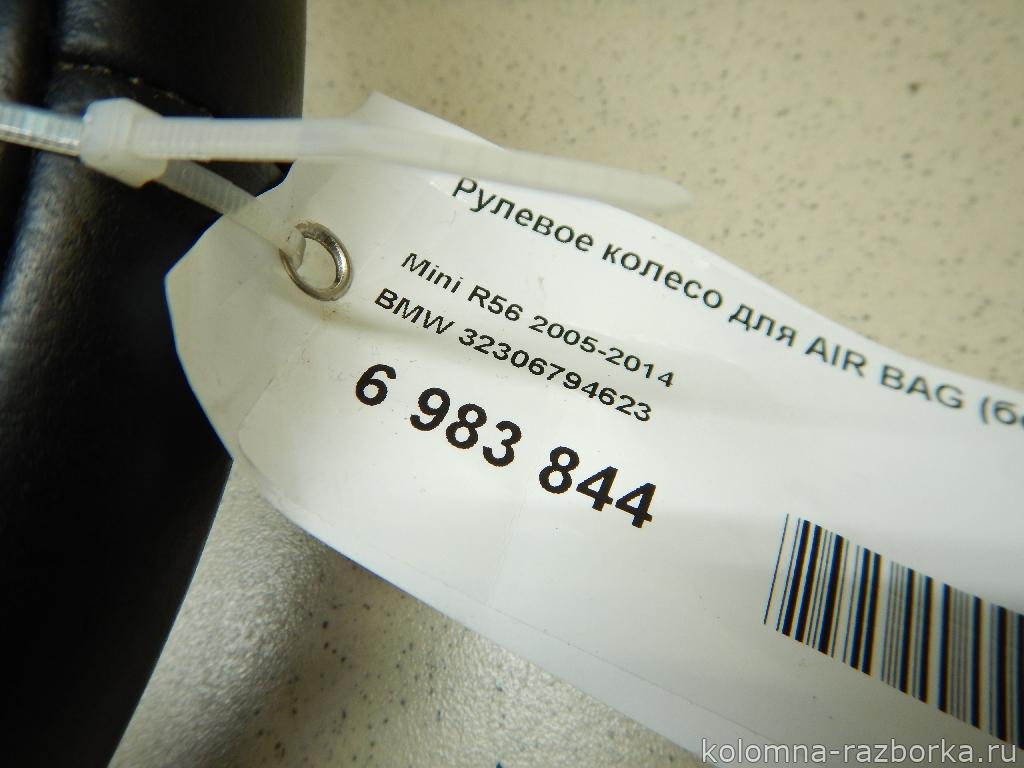 Рулевое колесо для AIR BAG
Mini R56 2005-2014
BMW 32306794623
6 983 844
kolomna-razborka.ru